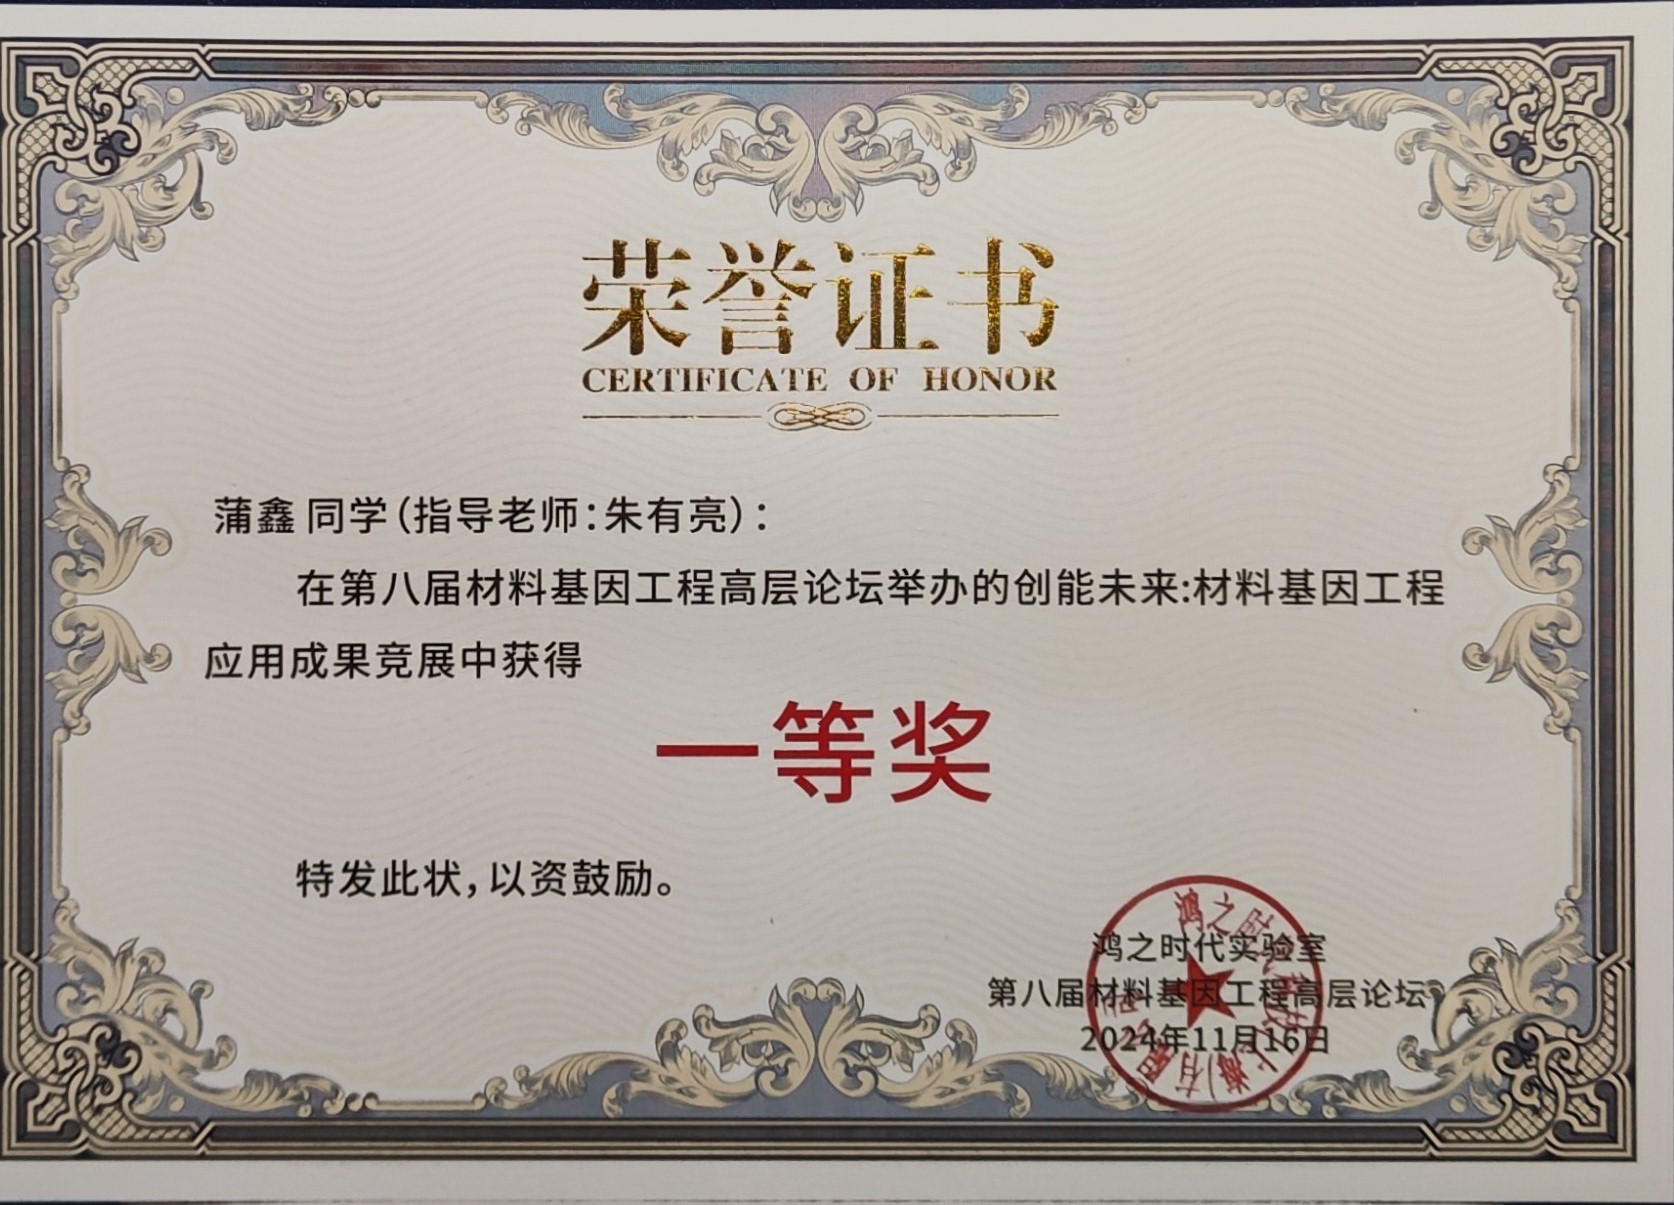 荣誉证书
CERTIFICATE OF HONOR
蒲鑫 同学(指导老师:朱有亮):
在第八届材料基因工程高层论坛举办的创能未来:材料基因工程
应用成果竞展中获得
一等奖
特发此状,以资鼓励。
鸿之时代实验室
第八届材料基因工程高层论坛
2024年11月16日
鸿之时